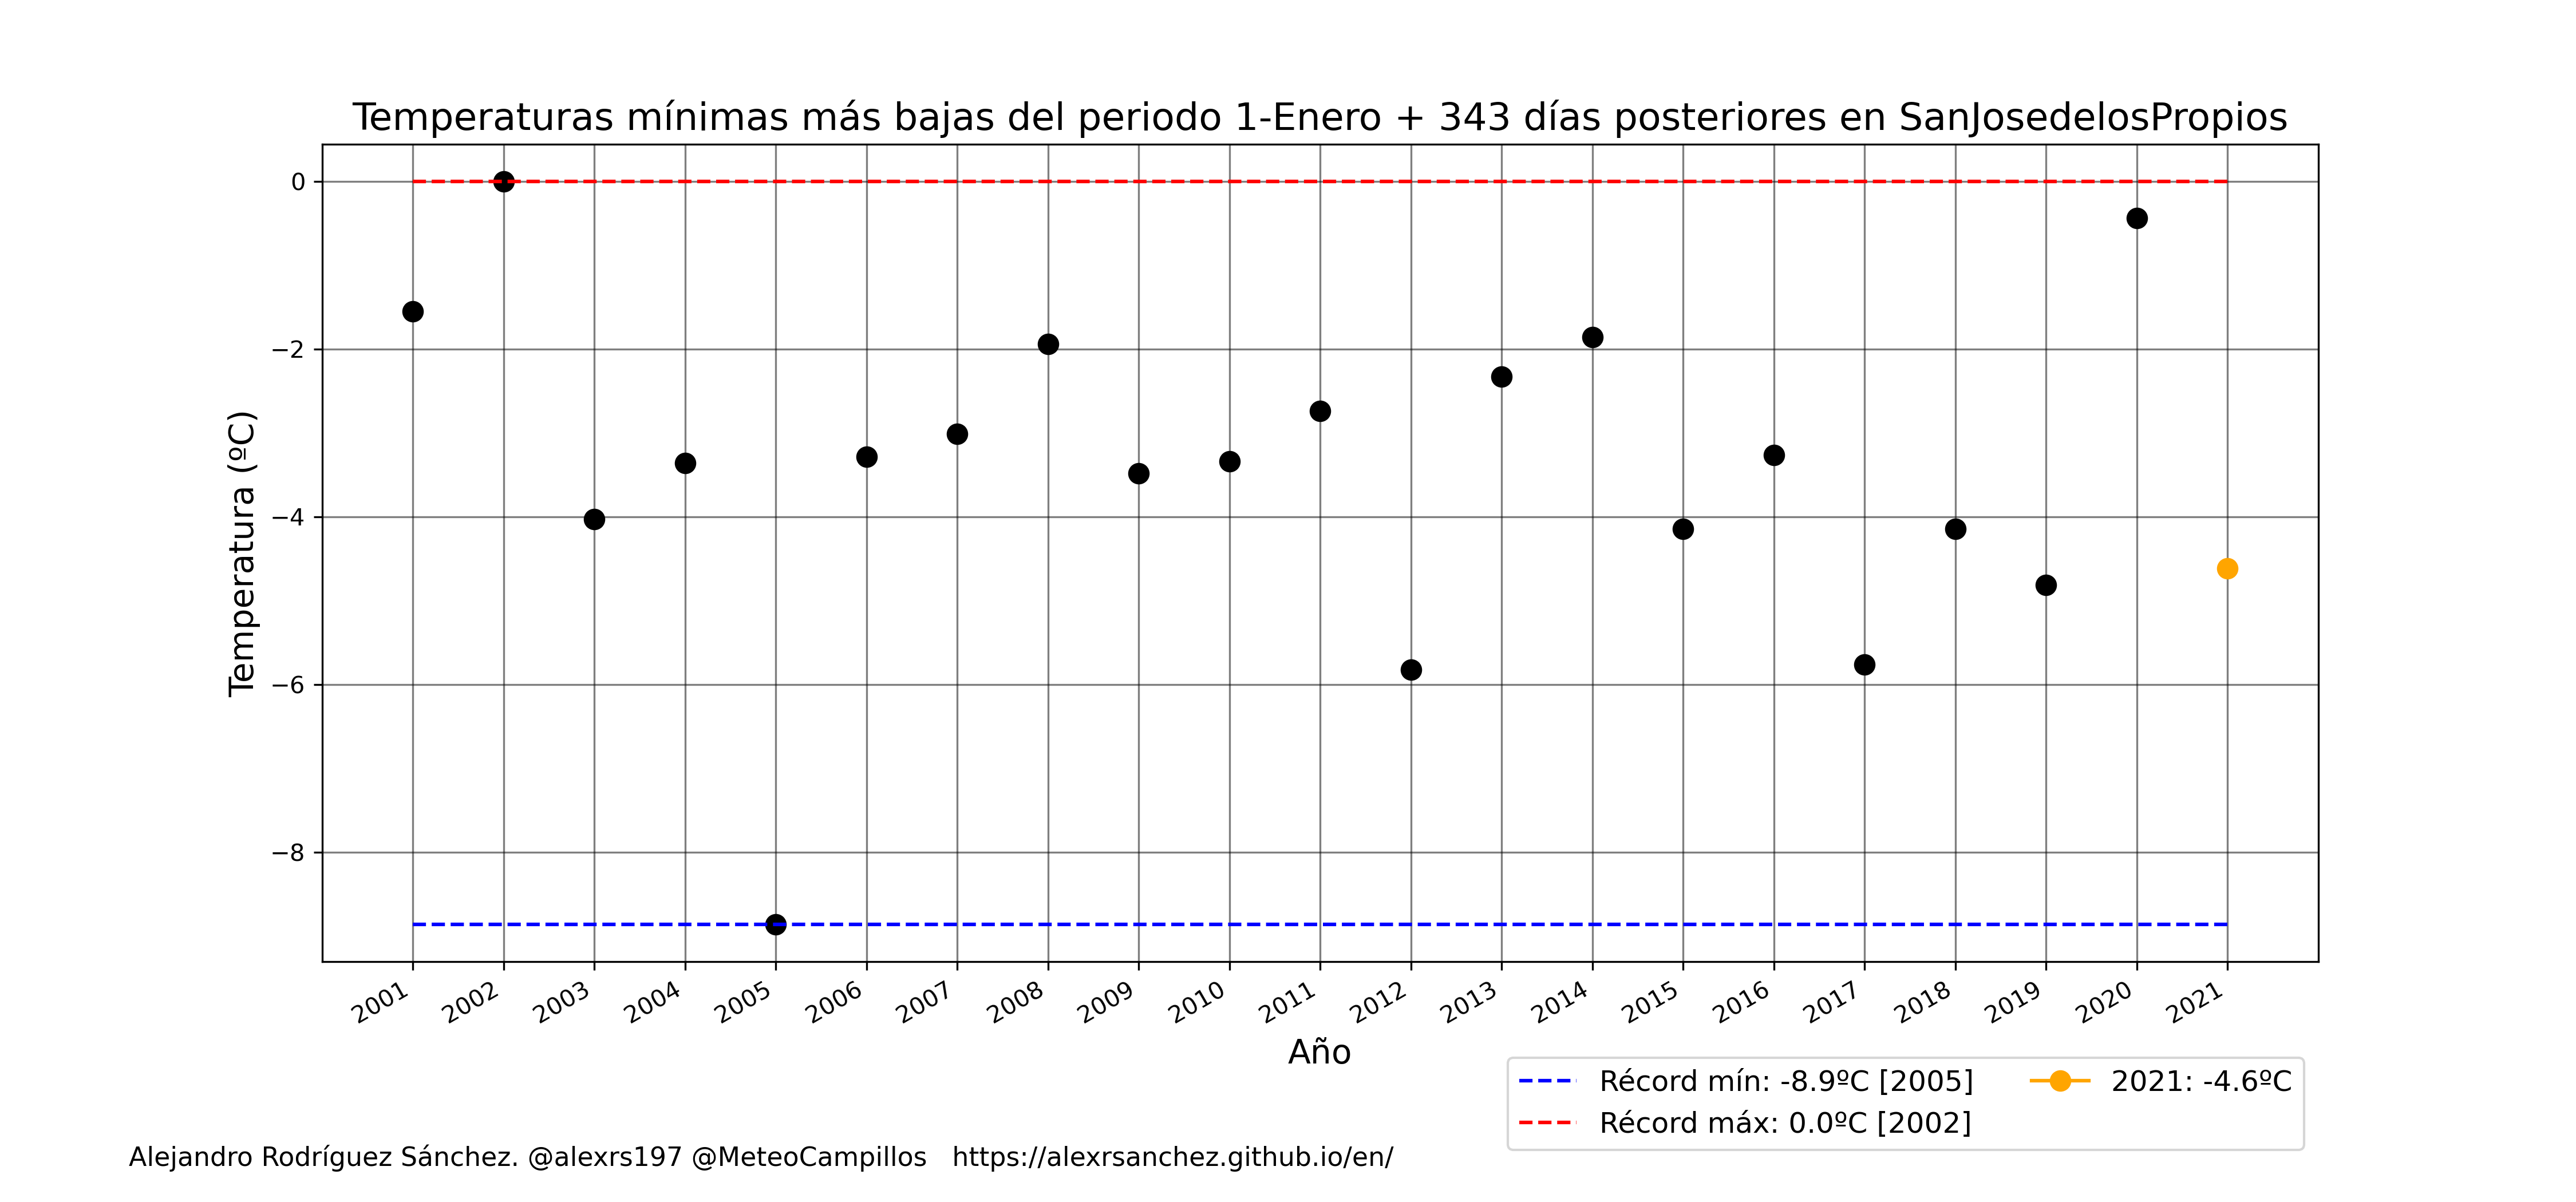 Temperaturas mínimas más bajas del periodo 1-Enero + 343 días posteriores en SanJosedelosPropios
Temperatura (ºC)
0
−2
−4
−6
−8
2001 2002 2003 2004 2005 2006 2007 2008 2009 2010 2011 2012 2013 2014 2015 2016 2017 2018 2019 2020 2021
Año
Récord mín: -8.9ºC [2005]
Récord máx: 0.0ºC [2002]
2021: -4.6ºC
Alejandro Rodríguez Sánchez. @alexrs197 @MeteoCampillos https://alexrsanchez.github.io/en/